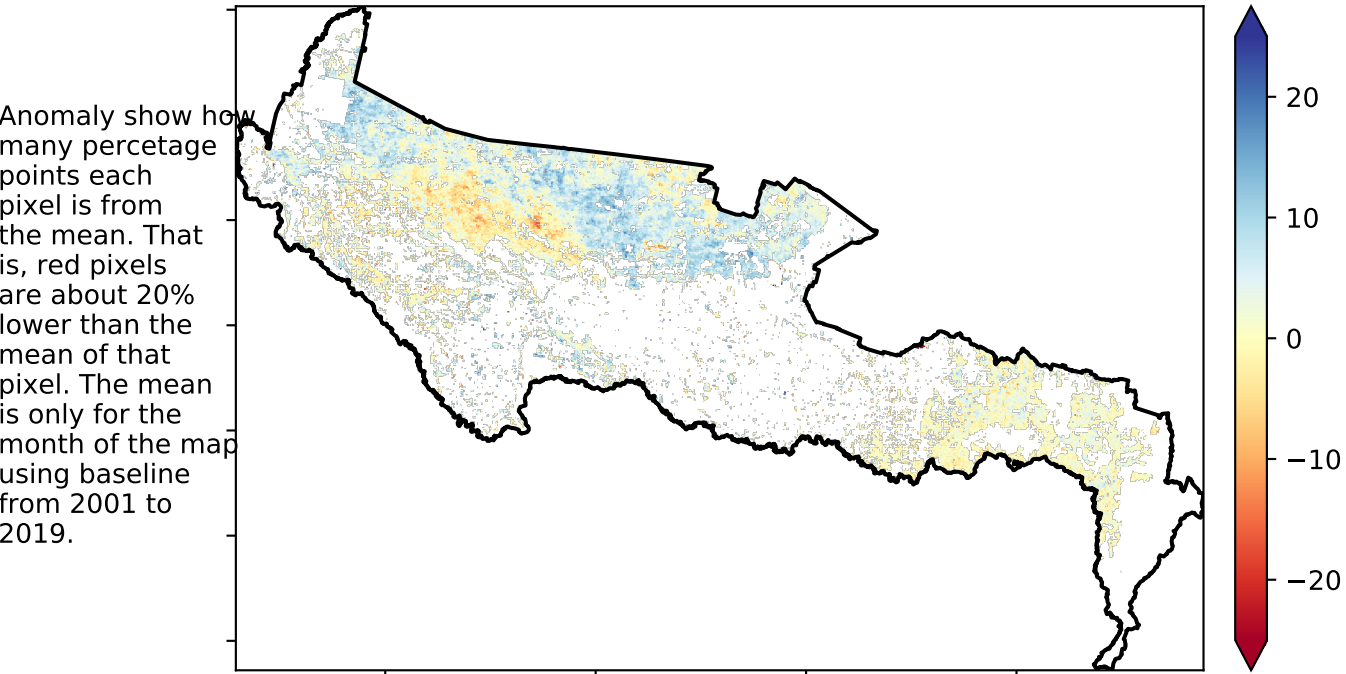 Anomaly show how
many percetage
points each
pixel is from
the mean. That
is, red pixels
are about 20%
lower than the
mean of that
pixel. The mean
is only for the
month of the map
using baseline
from 2001 to
2019.
20
10
0
−10
−20